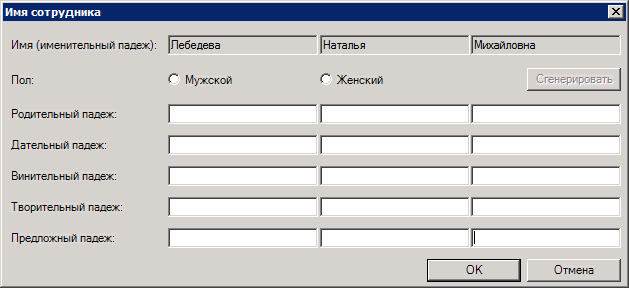 Имя сотрудника
Имя (именительный падеж): Лебедева Наталья Михайловна
Пол: Мужской Женский Сгенерировать
Родительный падеж:
Дательный падеж:
Винительный падеж:
Творительный падеж:
Предложный падеж:
OK Отмена